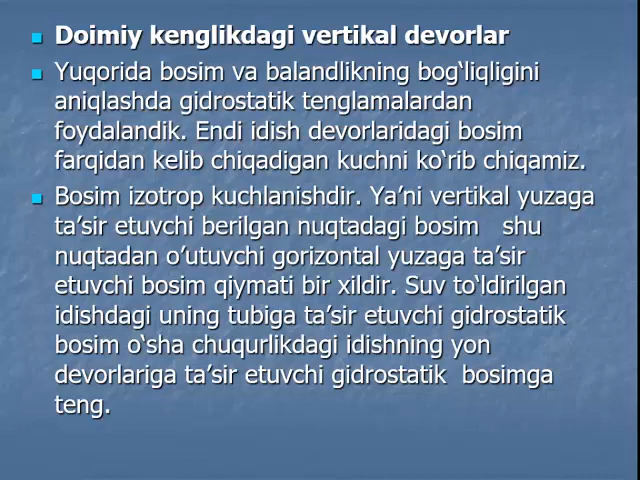 Doimiy kenglikdagi vertikal devorlar
Yuqorida bosim va balandlikning bog‘liqligini
aniqlashda gidrostatik tenglamalardan
foydalandik. Endi idish devorlaridagi bosim
farqidan kelib chiqadigan kuchni ko‘rib chiqamiz.
Bosim izotrop kuchlanishdir. Ya’ni vertikal yuzaga
ta’sir etuvchi berilgan nuqtadagi bosim shu
nuqtadan o’utuvchi gorizontal yuzaga ta’sir
etuvchi bosim qiymati bir xildir. Suv to‘ldirilgan
idishdagi uning tubiga ta’sir etuvchi gidrostatik
bosim o‘sha chuqurlikdagi idishning yon
devorlariga ta’sir etuvchi gidrostatik bosimga
teng.